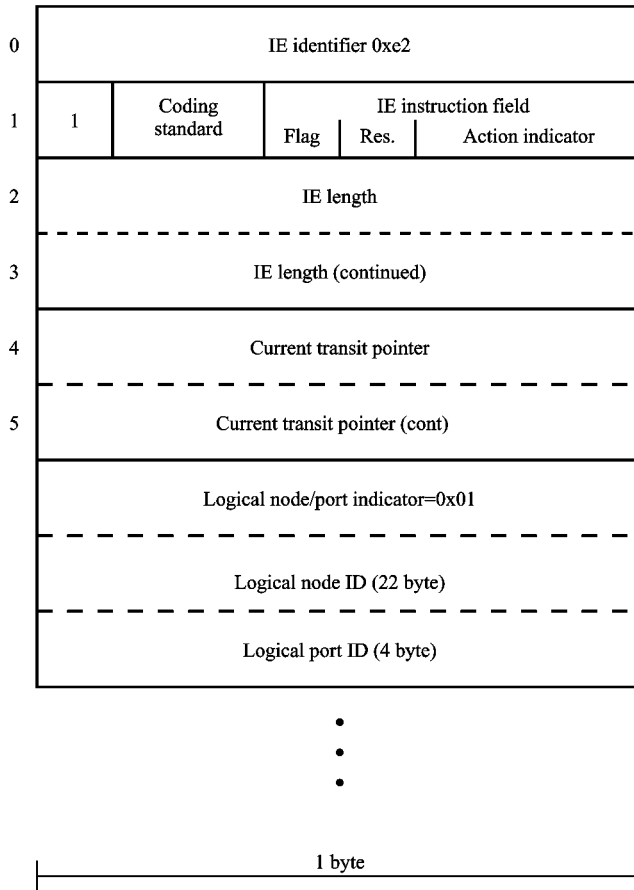 0
IE identifier 0xe2
1
1
Coding
standard
IE instruction field
Flag
Res.
Action indicator
2
IE length
3
IE length (continued)
4
Current transit pointer
5
Current transit pointer (cont)
Logical node/port indicator=0x01
Logical node ID (22 byte)
Logical port ID (4 byte)
1 byte